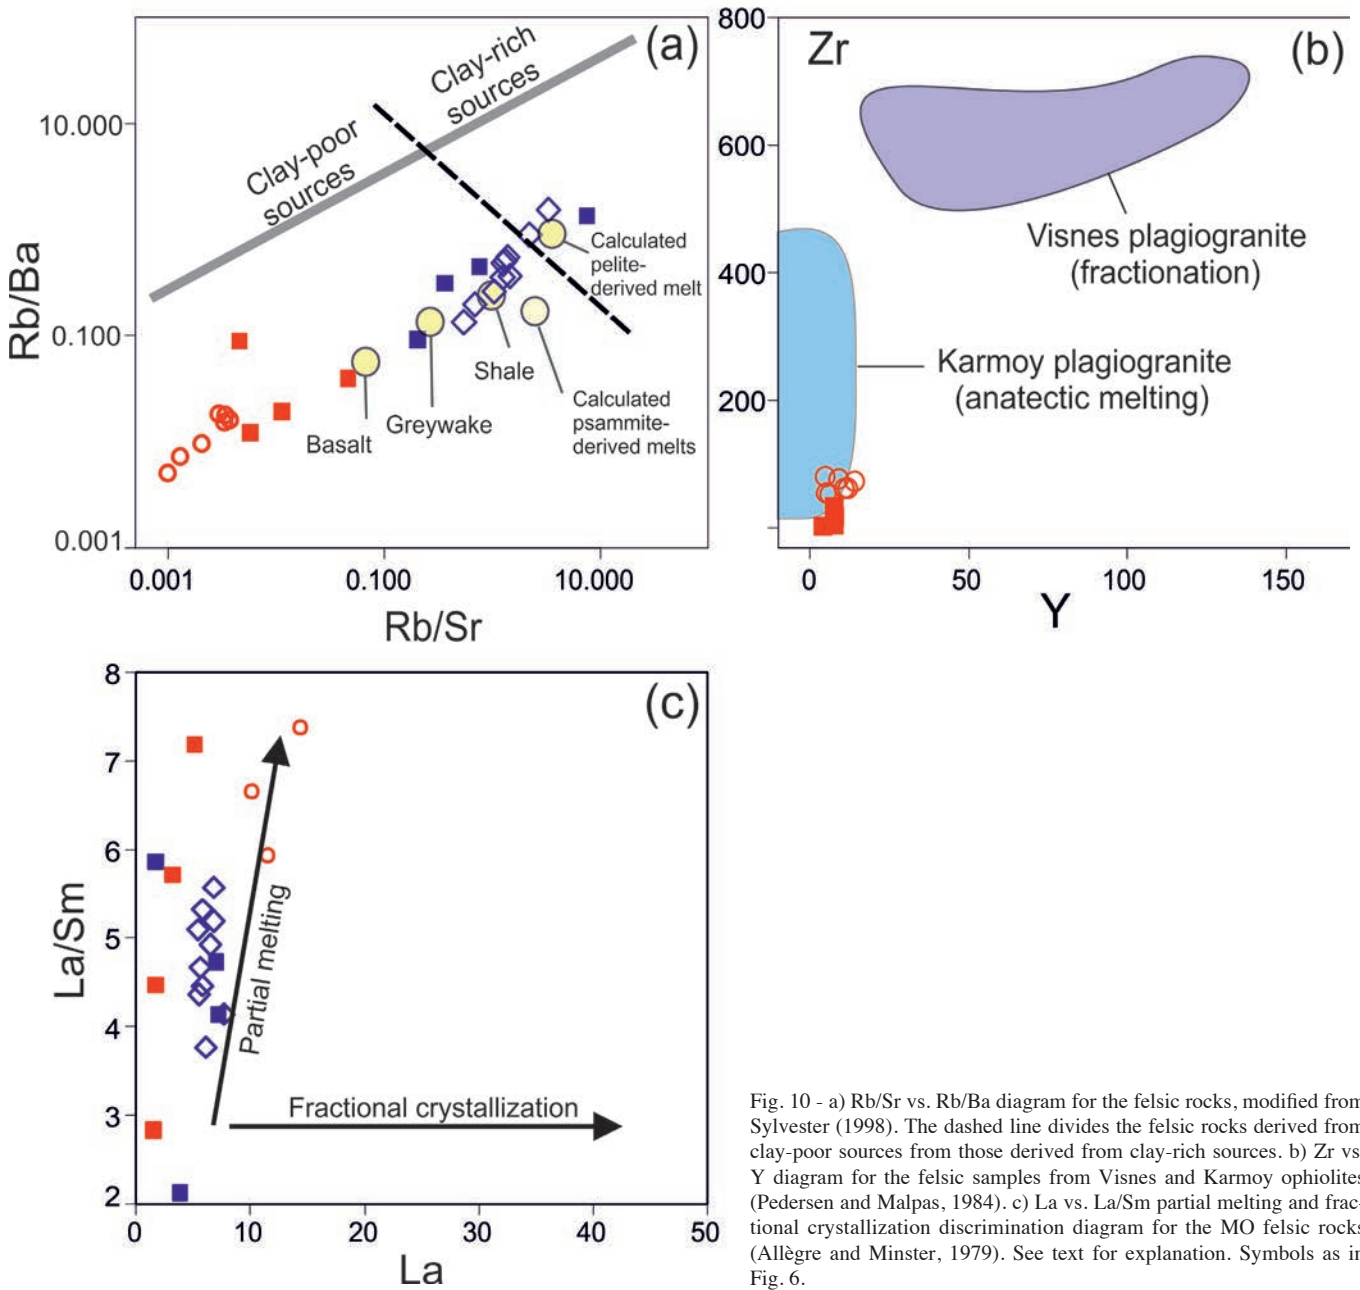 (a)
Clay-rich
sources
Clay-poor
sources
10.000
0.100
0.001
Rb/Ba
Calculated
pelite-
derived melt
Shale
Greywake
Basalt
Calculated
psammite-
derived melts
0.001
0.100
10.000
Rb/Sr
800
600
400
200
Zr
(b)
Visnes plagiogranite
(fractionation)
Karmoy plagiogranite
(anatectic melting)
0
50
100
150
Y
8
7
6
5
4
3
2
La/Sm
(c)
Partial melting
Fractional crystallization
0
10
20
30
40
50
La
Fig. 10 - a) Rb/Sr vs. Rb/Ba diagram for the felsic rocks, modified from
Sylvester (1998). The dashed line divides the felsic rocks derived from
clay-poor sources from those derived from clay-rich sources. b) Zr vs
Y diagram for the felsic samples from Visnes and Karmoy ophiolites
(Pedersen and Malpas, 1984). c) La vs. La/Sm partial melting and frac-
tional crystallization discrimination diagram for the MO felsic rocks
(Allègre and Minster, 1979). See text for explanation. Symbols as in
Fig. 6.